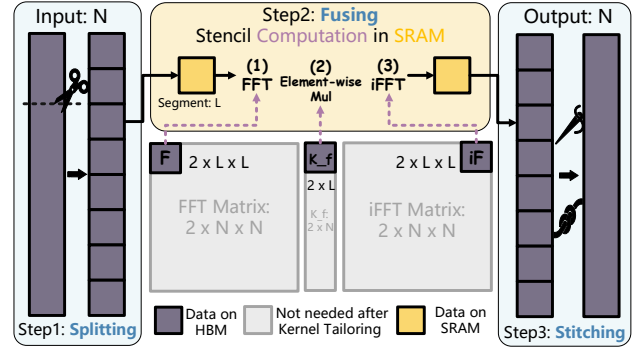 Input: N
Step1: Splitting
Step2: Fusing
Stencil Computation in SRAM
Segment: L
(1)
FFT
(2)
Element-wise
Mul
(3)
iFFT
F
2 x L x L
FFT Matrix:
2 x N x N
K_f
2 x L
K_f:
2 x N
iF
2 x L x L
iFFT Matrix:
2 x N x N
Data on
HBM
Not needed after
Kernel Tailoring
Data on
SRAM
Output: N
Step3: Stitching